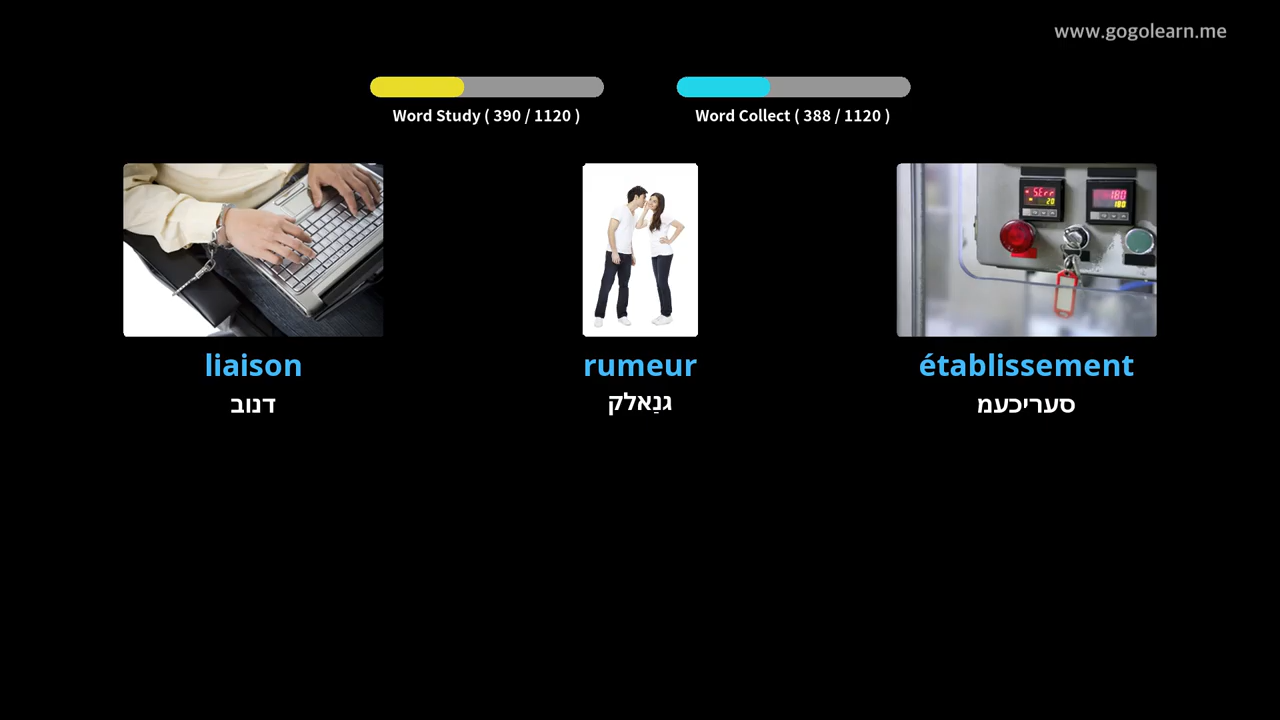 www.gogolearn.me
Word Study ( 390 / 1120 )
Word Collect ( 388 / 1120 )
liaison
דנוב
rumeur
גנַאלק
établissement
סעריכעמ